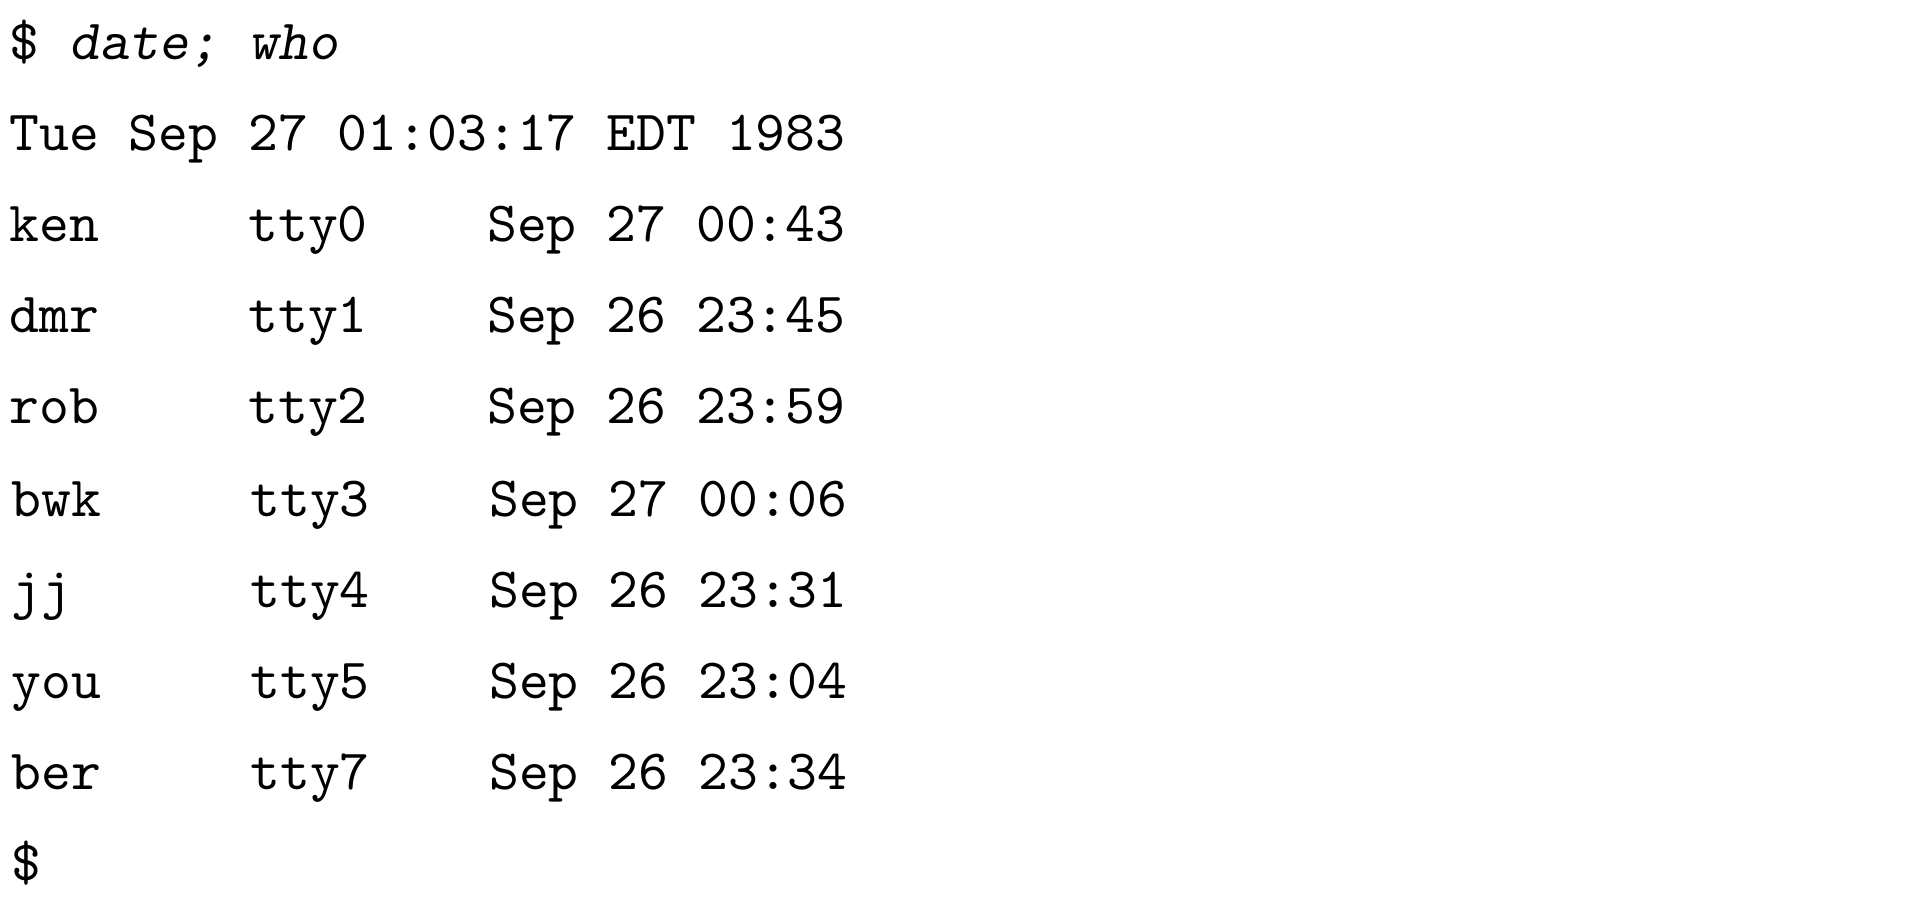 $ date; who
Tue Sep 27 01:03:17 EDT 1983
ken     tty0    Sep 27 00:43
dmr     tty1    Sep 26 23:45
rob     tty2    Sep 26 23:59
bwk     tty3    Sep 27 00:06
jj      tty4    Sep 26 23:31
you     tty5    Sep 26 23:04
ber     tty7    Sep 26 23:34
$